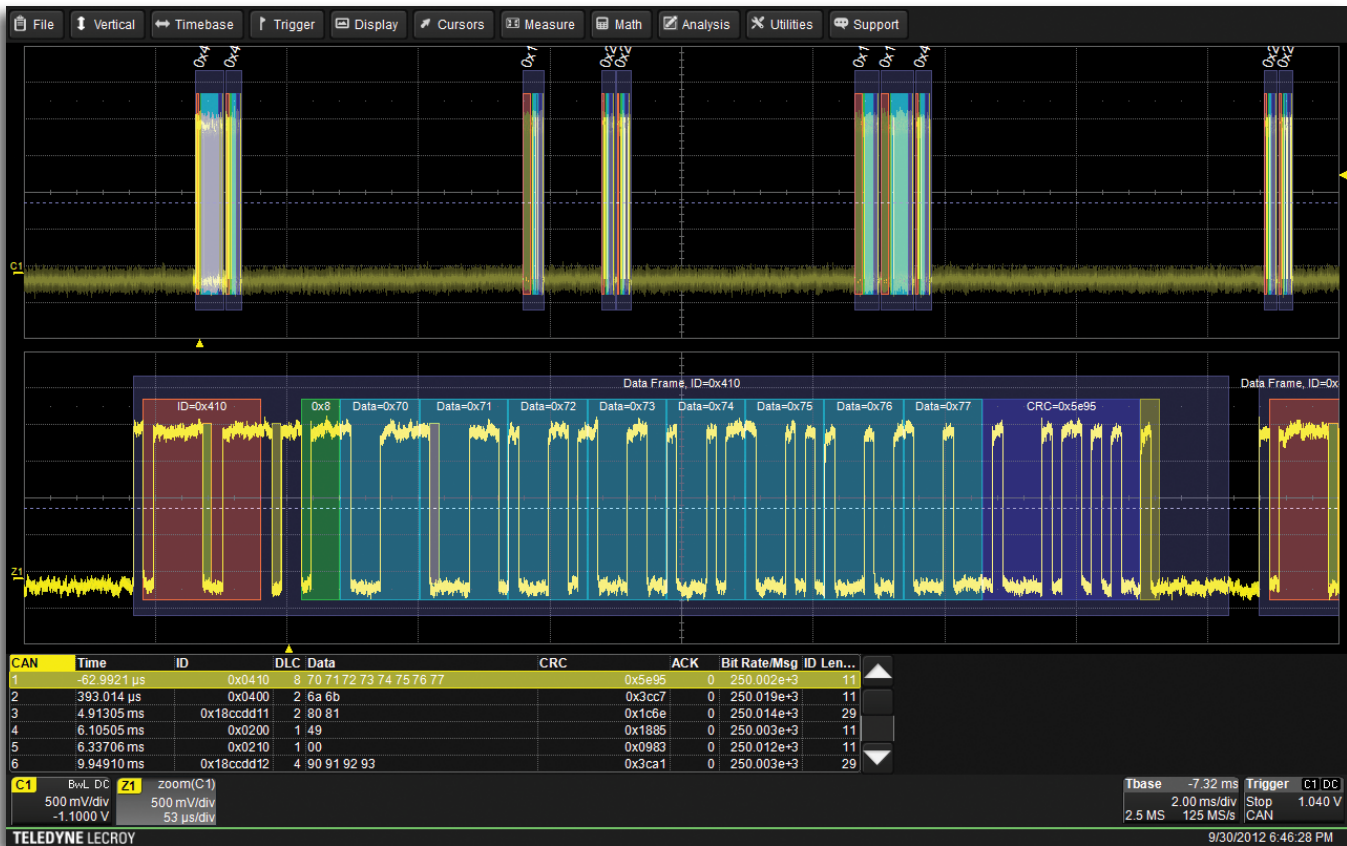 File Vertical Timebase Trigger Display Cursors Measure Math Analysis Utilities Support
0x4 0x4 0x1 0x2 0x2 0x1 0x1 0x4 0x2 0x2
C1
Data Frame, ID=0x410 Data Frame, ID=0x
ID=0x410 0x8 Data=0x70 Data=0x71 Data=0x72 Data=0x73 Data=0x74 Data=0x75 Data=0x76 Data=0x77 CRC=0x5e95
Z1
CAN Time ID DLC Data CRC ACK Bit Rate/Msg ID Len...
1 -62.9921 µs 0x0410 8 70 71 72 73 74 75 76 77 0x5e95 0 250.002e+3 11
2 393.014 µs 0x0400 2 6a 6b 0x3cc7 0 250.019e+3 11
3 4.91305 ms 0x18ccdd11 2 80 81 0x1c6e 0 250.014e+3 29
4 6.10505 ms 0x0200 1 49 0x1885 0 250.003e+3 11
5 6.33706 ms 0x0210 1 00 0x0983 0 250.012e+3 11
6 9.94910 ms 0x18ccdd12 4 90 91 92 93 0x3ca1 0 250.003e+3 29
C1 BwL DC Z1 zoom(C1) Tbase -7.32 ms Trigger C1 DC
500 mV/div 500 mV/div 2.00 ms/div Stop 1.040 V
-1.1000 V 53 µs/div 2.5 MS 125 MS/s CAN
TELEDYNE LECROY 9/30/2012 6:46:28 PM